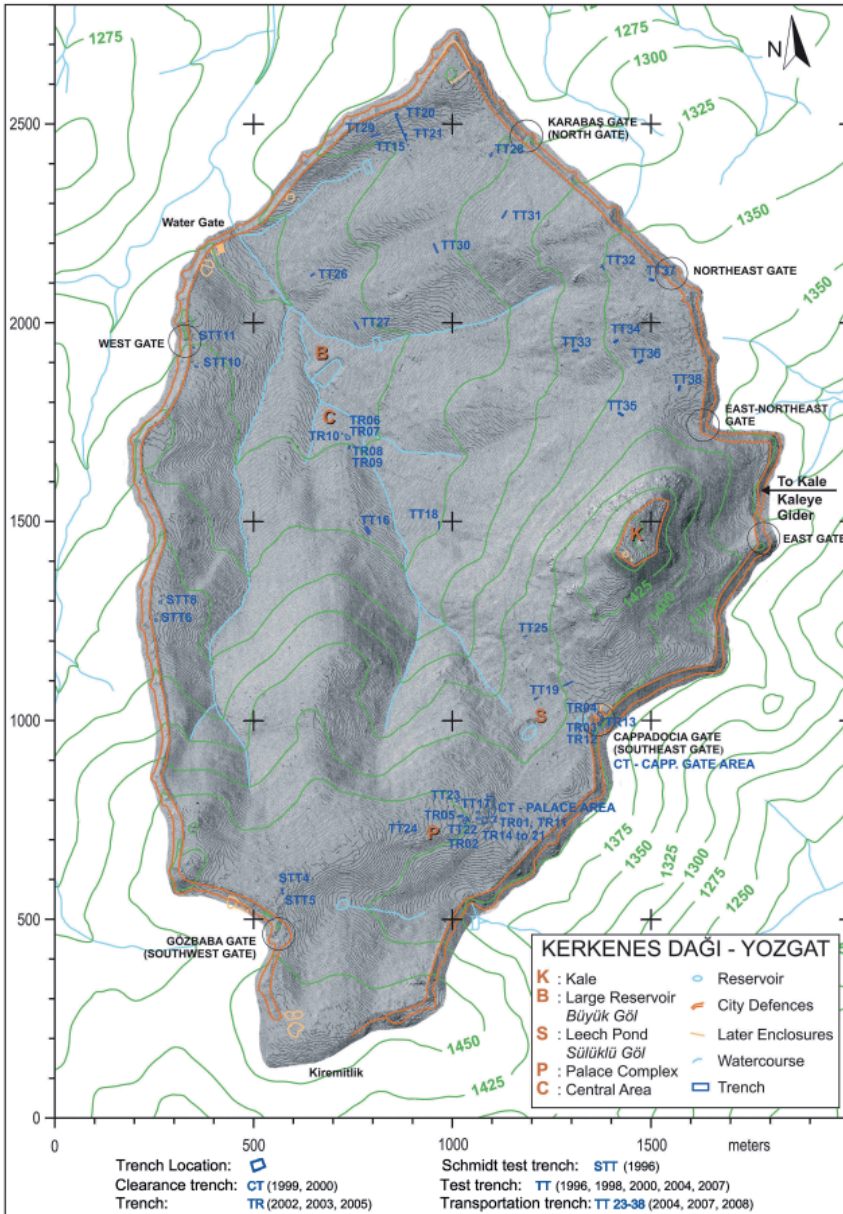 1275
1275
1300
1325
1350
1350
N
2500
2000
1500
1000
500
0
0
500
1000
1500
meters
TT20
TT29
TT21
TT15
KARABAŞ GATE
(NORTH GATE)
TT28
TT31
Water Gate
TT30
TT32
TT37
NORTHEAST GATE
TT26
TT27
STT11
WEST GATE
STT10
B
TT33
TT34
TT36
TT38
C
TR06
TR10
TR07
TR08
TR09
TT35
EAST-NORTHEAST
GATE
To Kale
Kaleye
Gider
TT16
TT18
K
EAST GATE
1425
1400
1375
STT8
STT6
TT25
TT19
S
TR04
TR03
TR13
TR12
CAPPADOCIA GATE
(SOUTHEAST GATE)
CT - CAPP. GATE AREA
TT23
TT17
CT - PALACE AREA
TR05
TR01, TR11
TT24
P
TT22
TR14 to 21
TR02
1375
1350
1325
1300
1275
1250
STT4
STT5
GÖZBABA GATE
(SOUTHWEST GATE)
Kiremitlik
1450
1425
KERKENES DAĞI - YOZGAT
K : Kale
B : Large Reservoir
Büyük Göl
S : Leech Pond
Sülüklü Göl
P : Palace Complex
C : Central Area
Reservoir
City Defences
Later Enclosures
Watercourse
Trench
Trench Location:
Clearance trench: CT (1999, 2000)
Trench: TR (2002, 2003, 2005)
Schmidt test trench: STT (1996)
Test trench: TT (1996, 1998, 2000, 2004, 2007)
Transportation trench: TT 23-38 (2004, 2007, 2008)